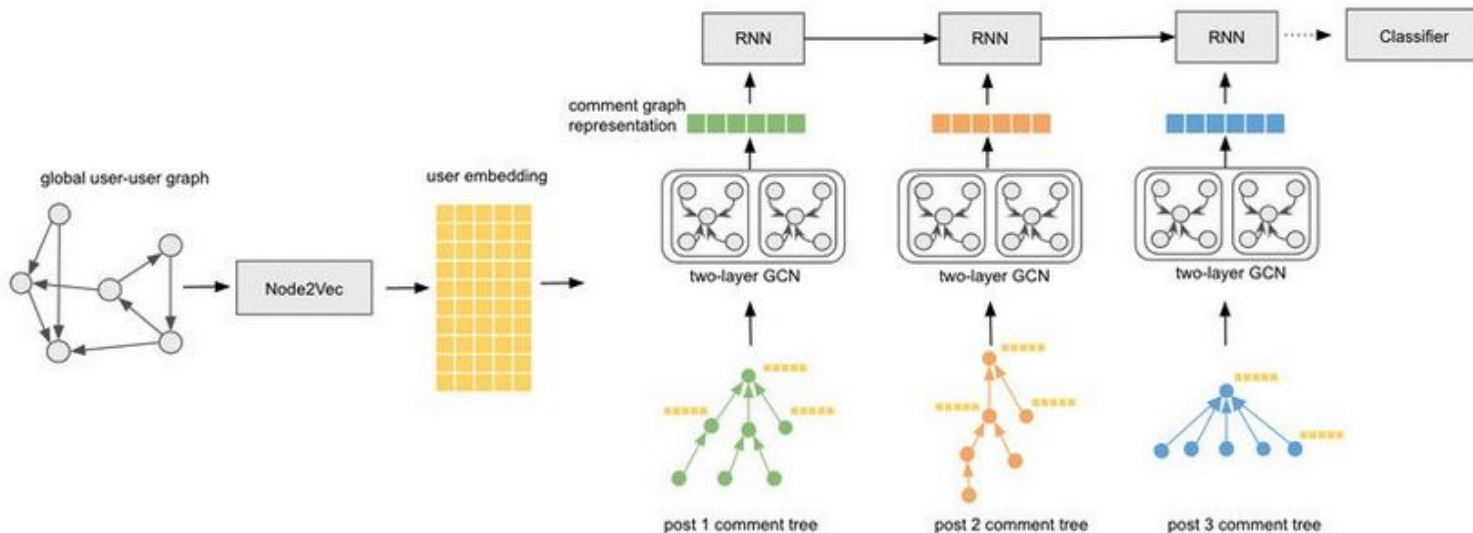 RNN
RNN
RNN
Classifier
comment graph
representation
global user-user graph
user embedding
Node2Vec
two-layer GCN
two-layer GCN
two-layer GCN
post 1 comment tree
post 2 comment tree
post 3 comment tree